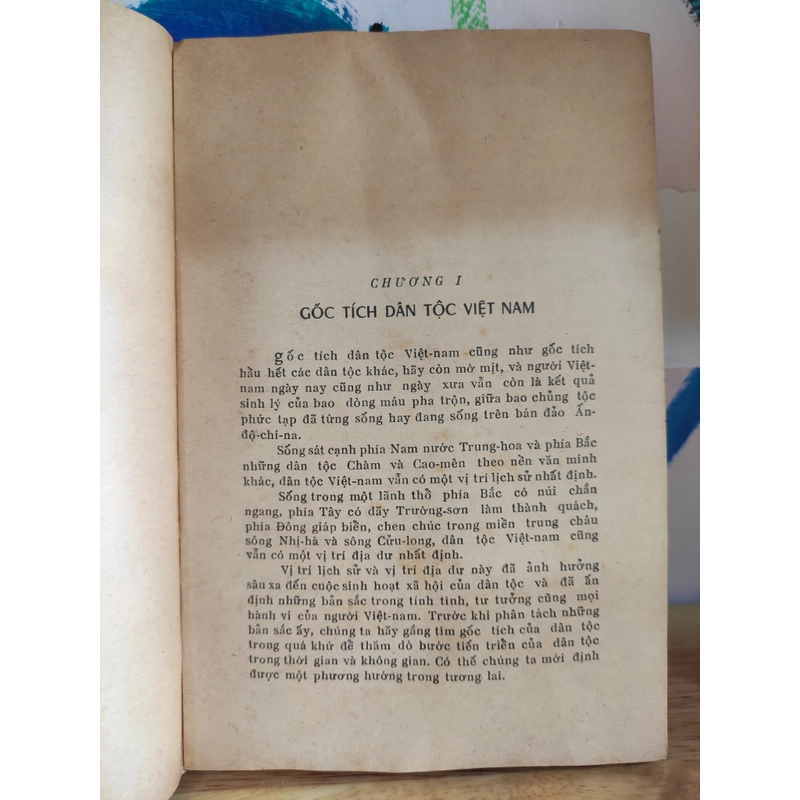 CHƯƠNG I
GỐC TÍCH DÂN TỘC VIỆT NAM
gốc tích dân tộc Việt-nam cũng như gốc tích
hầu hết các dân tộc khác, hãy còn mờ mịt, và người Việt-
nam ngày nay cũng như ngày xưa vẫn còn là kết quả
sinh lý của bao dòng máu pha trộn, giữa bao chủng tộc
phức tạp đã từng sống hay đang sống trên bán đảo Ấn-
độ-chi-na.
Sống sát cạnh phía Nam nước Trung-hoa và phía Bắc
những dân tộc Chàm và Cao-mên theo nền văn minh
khác, dân tộc Việt-nam vẫn có một vị trí lịch sử nhất định.
Sống trong một lãnh thổ phía Bắc có núi chắn
ngang, phía Tây có dẫy Trường-sơn làm thành quách,
phía Đông giáp biển, chen chúc trong miền trung châu
sông Nhị-hà và sông Cửu-long, dân tộc Việt-nam cũng
vẫn có một vị trí địa dư nhất định.
Vị trí lịch sử và vị trí địa dư này đã ảnh hưởng
sâu xa đến cuộc sinh hoạt xã hội của dân tộc và đã ấn
định những bản sắc trong tính tình, tư tưởng cũng mọi
hành vi của người Việt-nam. Trước khi phân tách những
bản sắc ấy, chúng ta hãy gắng tìm gốc tích của dân tộc
trong quá khứ để thăm dò bước tiến triển của dân tộc
trong thời gian và không gian. Có thế chúng ta mới định
được một phương hướng trong tương lai.